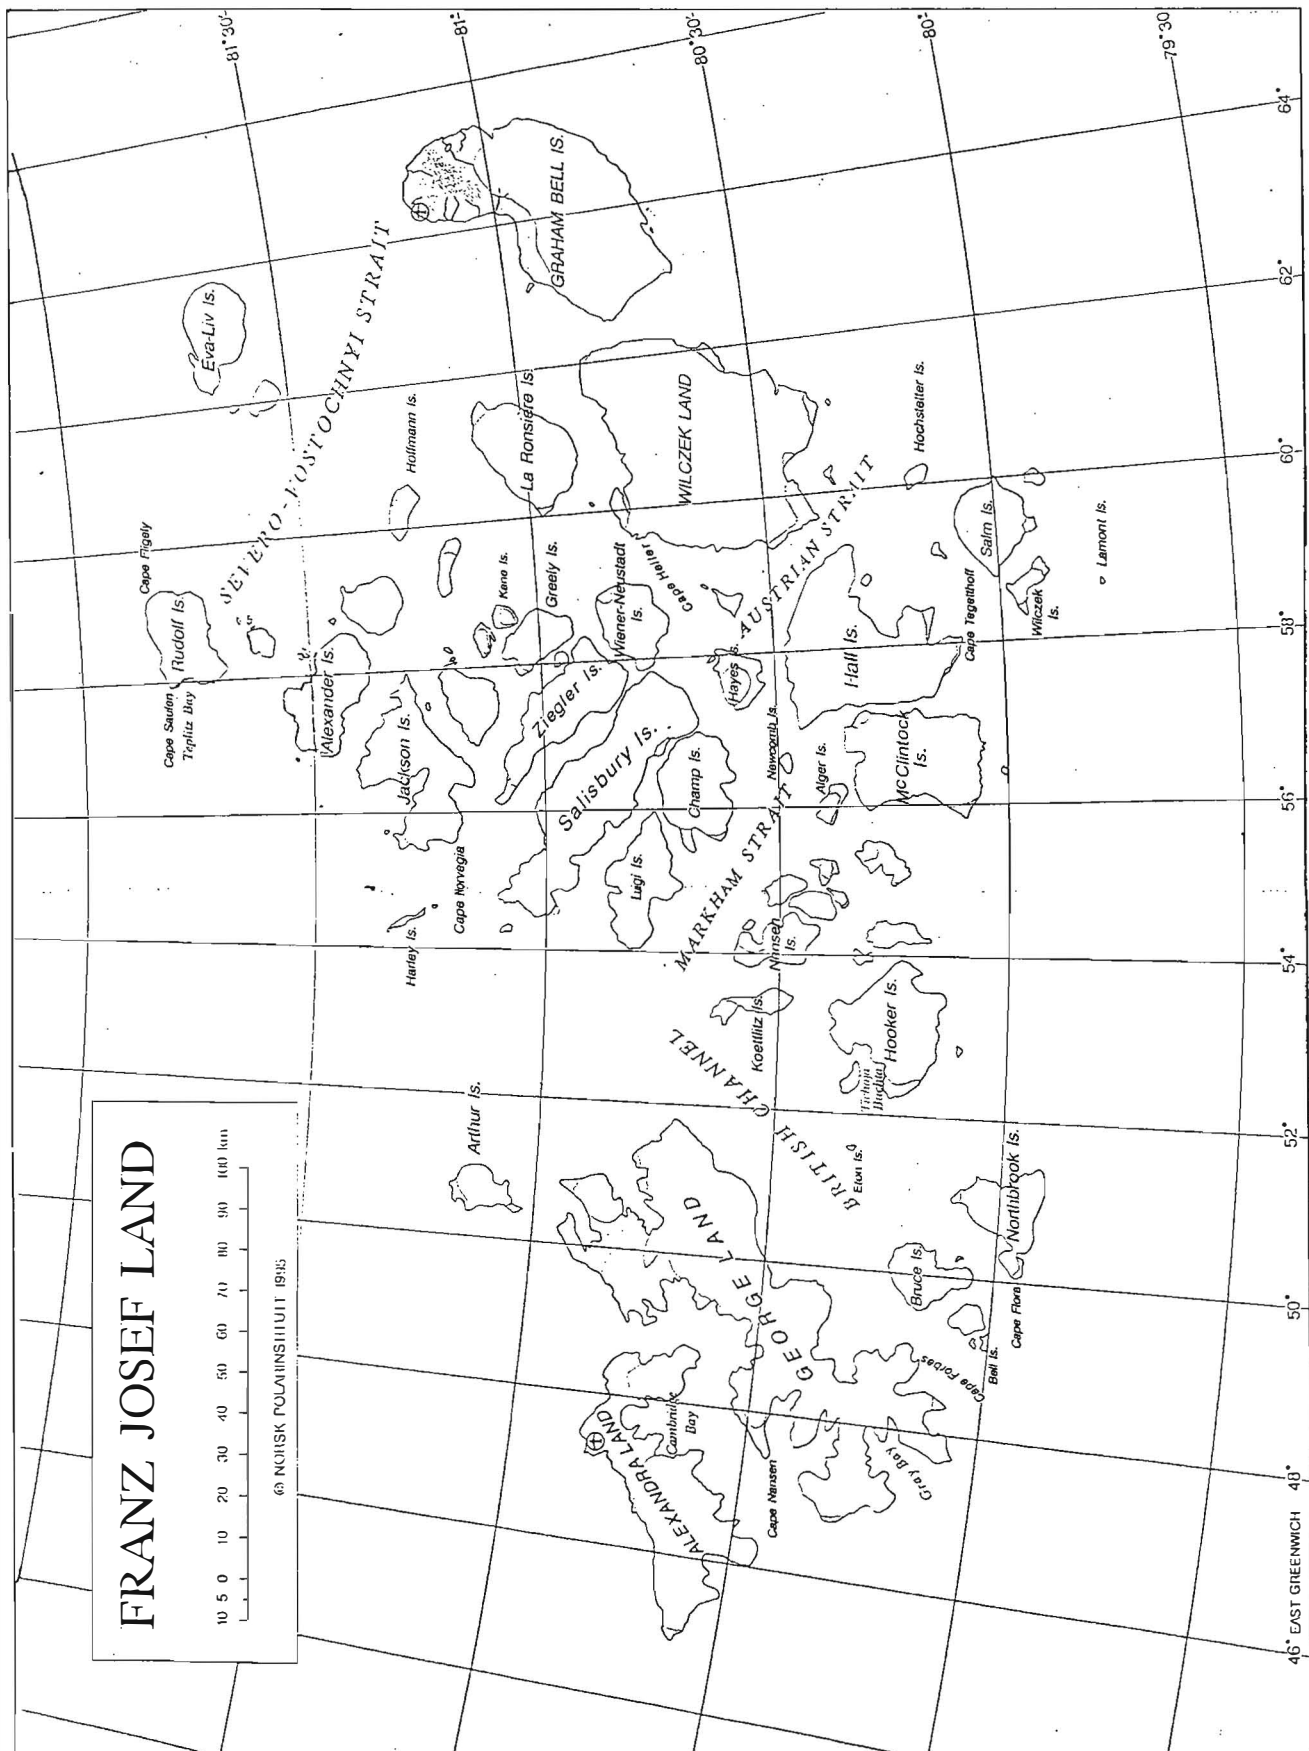 FRANZ JOSEF LAND
10 5 0 10 20 30 40 50 60 70 80 90 100 km
© NORSK POLARINSTITUTT 1995
81°30'
81°
80°30'
80°
79°30
64°
62°
60°
58°
56°
54°
52°
50°
48°
46° EAST GREENWICH
Cape Fligely
Rudolf Is.
Cape Saulen
Teplitz Bay
SEVERO-VOSTOCHNYI STRAIT
Eva-Liv Is.
GRAHAM BELL IS.
Hoffmann Is.
La Ronsiere Is.
WILCZEK LAND
Alexander Is.
Jackson Is.
Cape Norvegia
Harley Is.
Arthur Is.
Kane Is.
Greely Is.
Wiener-Neustadt
Is.
Cape Heller
Ziegler Is.
Salisbury Is.
Champ Is.
Luigi Is.
Hayes Is.
AUSTRIAN STRAIT
Hochstetter Is.
Hall Is.
Cape Tegetthoff
Salm Is.
Wilczek
Is.
Lamont Is.
Newcomb Is.
Alger Is.
McClintock
Is.
MARKHAM STRAIT
Nansen
Is.
Koettlitz Is.
Hooker Is.
Tichaja
Buchta
BRITISH CHANNEL
Eton Is.
Northbrook Is.
Bruce Is.
Cape Flora
Bell Is.
Cape Forbes
GEORGE LAND
ALEXANDRA LAND
Cambridge
Bay
Cape Nansen
Gray Bay